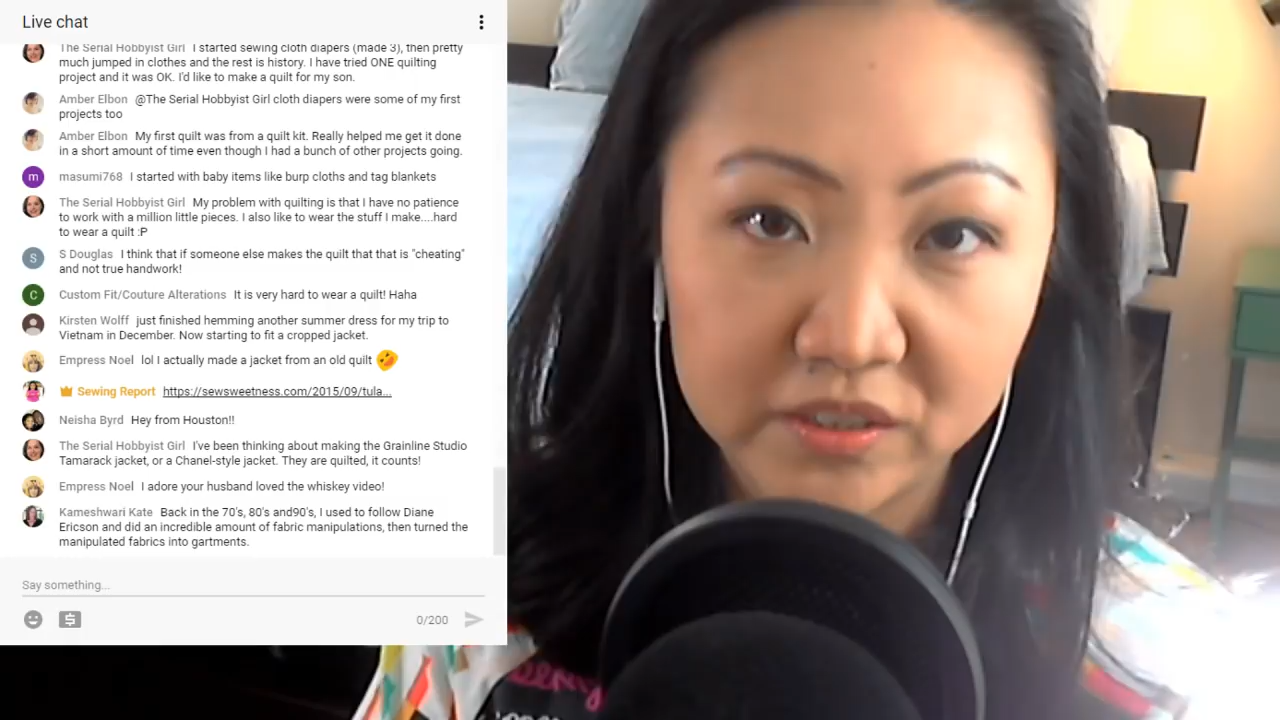 Live chat
The Serial Hobbyist Girl I started sewing cloth diapers (made 3), then pretty
much jumped in clothes and the rest is history. I have tried ONE quilting
project and it was OK. I'd like to make a quilt for my son.
Amber Elbon @The Serial Hobbyist Girl cloth diapers were some of my first
projects too
Amber Elbon My first quilt was from a quilt kit. Really helped me get it done
in a short amount of time even though I had a bunch of other projects going.
m masumi768 I started with baby items like burp cloths and tag blankets
The Serial Hobbyist Girl My problem with quilting is that I have no patience
to work with a million little pieces. I also like to wear the stuff I make....hard
to wear a quilt :P
S S Douglas I think that if someone else makes the quilt that that is "cheating"
and not true handwork!
C Custom Fit/Couture Alterations It is very hard to wear a quilt! Haha
Kirsten Wolff just finished hemming another summer dress for my trip to
Vietnam in December. Now starting to fit a cropped jacket.
Empress Noel lol I actually made a jacket from an old quilt
Sewing Report https://sewsweetness.com/2015/09/tula...
Neisha Byrd Hey from Houston!!
The Serial Hobbyist Girl I've been thinking about making the Grainline Studio
Tamarack jacket, or a Chanel-style jacket. They are quilted, it counts!
Empress Noel I adore your husband loved the whiskey video!
Kameshwari Kate Back in the 70's, 80's and90's, I used to follow Diane
Ericson and did an incredible amount of fabric manipulations, then turned the
manipulated fabrics into gartments.
Say something...
$ 0/200